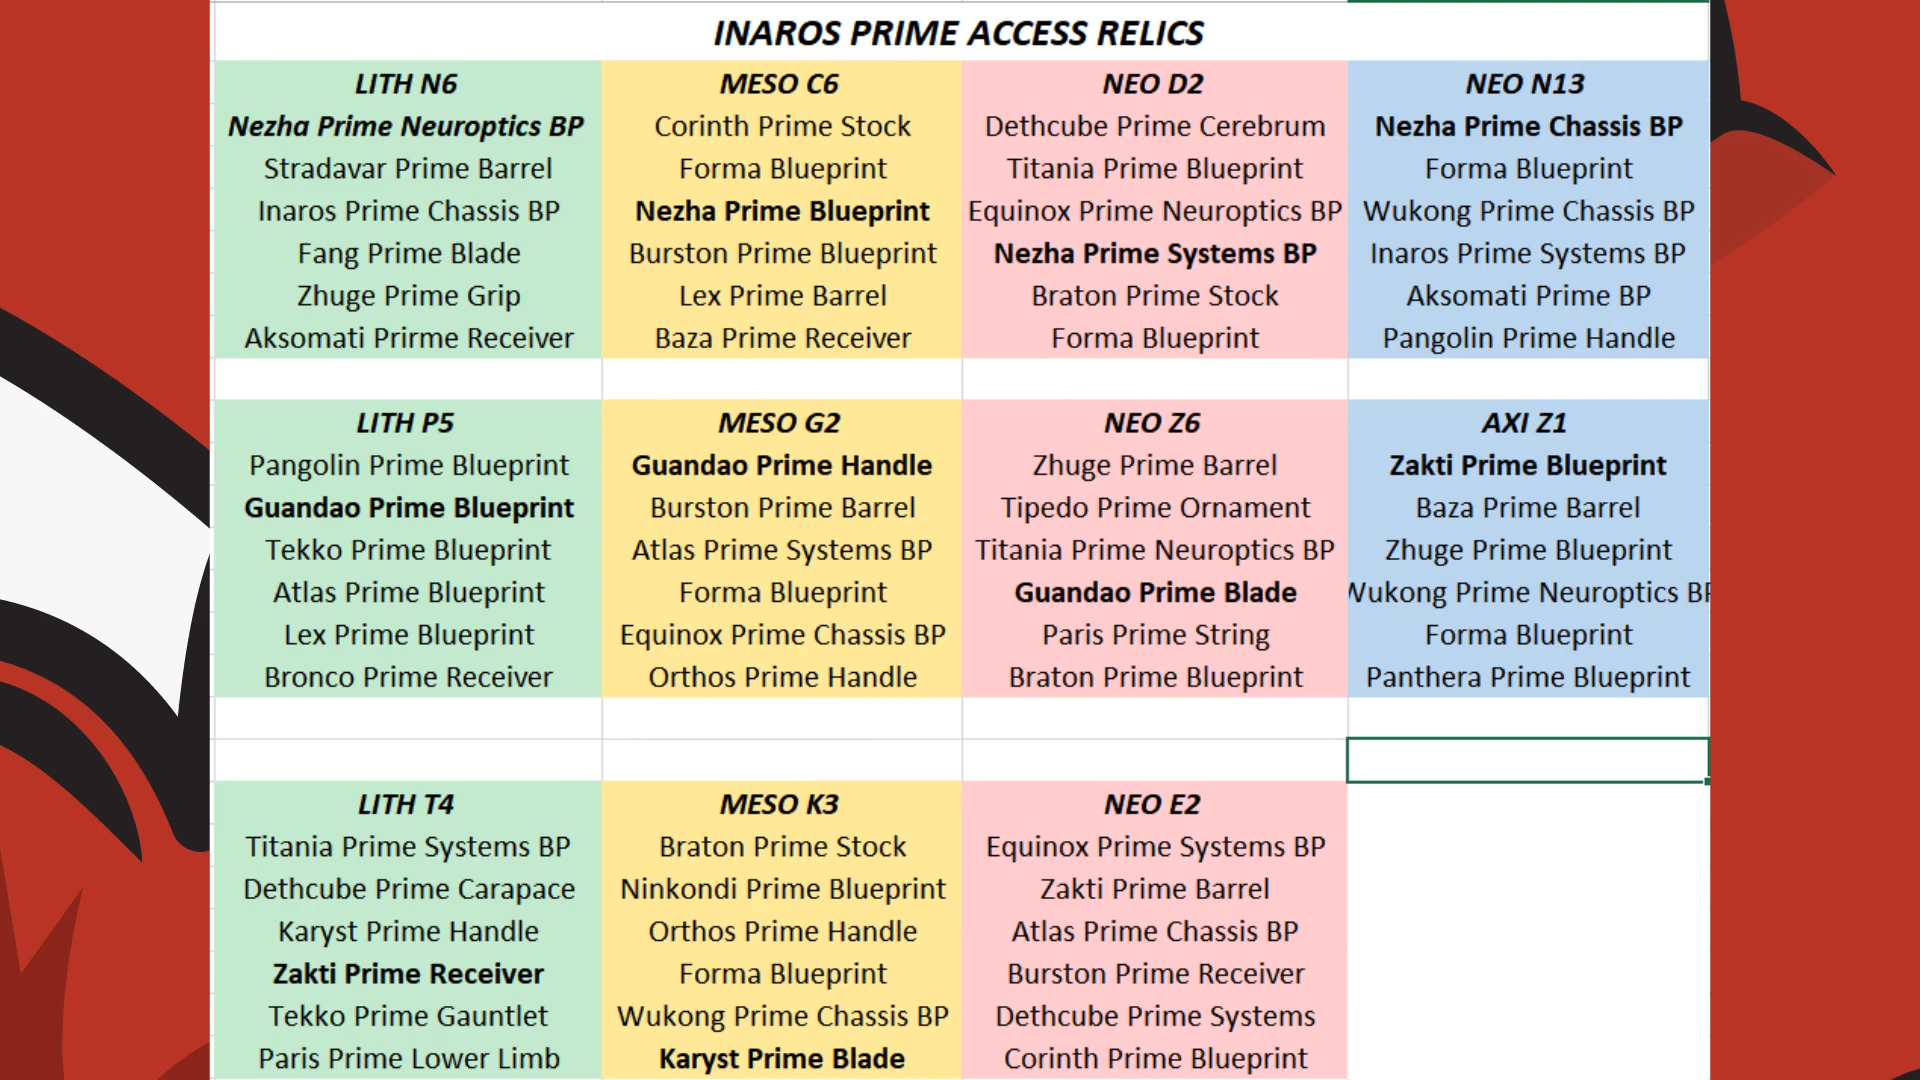 INAROS PRIME ACCESS RELICS
LITH N6
Nezha Prime Neuroptics BP
Stradavar Prime Barrel
Inaros Prime Chassis BP
Fang Prime Blade
Zhuge Prime Grip
Aksomati Prirme Receiver
MESO C6
Corinth Prime Stock
Forma Blueprint
Nezha Prime Blueprint
Burston Prime Blueprint
Lex Prime Barrel
Baza Prime Receiver
NEO D2
Dethcube Prime Cerebrum
Titania Prime Blueprint
Equinox Prime Neuroptics BP
Nezha Prime Systems BP
Braton Prime Stock
Forma Blueprint
NEO N13
Nezha Prime Chassis BP
Forma Blueprint
Wukong Prime Chassis BP
Inaros Prime Systems BP
Aksomati Prime BP
Pangolin Prime Handle
LITH P5
Pangolin Prime Blueprint
Guandao Prime Blueprint
Tekko Prime Blueprint
Atlas Prime Blueprint
Lex Prime Blueprint
Bronco Prime Receiver
MESO G2
Guandao Prime Handle
Burston Prime Barrel
Atlas Prime Systems BP
Forma Blueprint
Equinox Prime Chassis BP
Orthos Prime Handle
NEO Z6
Zhuge Prime Barrel
Tipedo Prime Ornament
Titania Prime Neuroptics BP
Guandao Prime Blade
Paris Prime String
Braton Prime Blueprint
AXI Z1
Zakti Prime Blueprint
Baza Prime Barrel
Zhuge Prime Blueprint
Wukong Prime Neuroptics BP
Forma Blueprint
Panthera Prime Blueprint
LITH T4
Titania Prime Systems BP
Dethcube Prime Carapace
Karyst Prime Handle
Zakti Prime Receiver
Tekko Prime Gauntlet
Paris Prime Lower Limb
MESO K3
Braton Prime Stock
Ninkondi Prime Blueprint
Orthos Prime Handle
Forma Blueprint
Wukong Prime Chassis BP
Karyst Prime Blade
NEO E2
Equinox Prime Systems BP
Zakti Prime Barrel
Atlas Prime Chassis BP
Burston Prime Receiver
Dethcube Prime Systems
Corinth Prime Blueprint